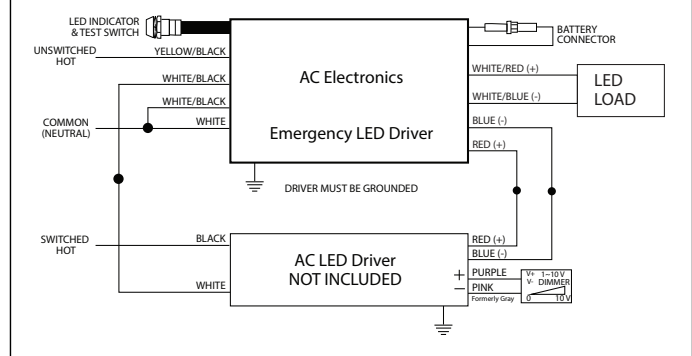 LED INDICATOR
& TEST SWITCH
BATTERY
CONNECTOR
UNSWITCHED
HOT
YELLOW/BLACK
WHITE/BLACK
WHITE/BLACK
COMMON
(NEUTRAL)
WHITE
AC Electronics
Emergency LED Driver
WHITE/RED (+)
WHITE/BLUE (-)
LED
LOAD
BLUE (-)
RED (+)
DRIVER MUST BE GROUNDED
SWITCHED
HOT
BLACK
WHITE
AC LED Driver
NOT INCLUDED
RED (+)
BLUE (-)
+ PURPLE
− PINK
Formerly Gray
V+ 1~10 V
V- DIMMER
0 10 V